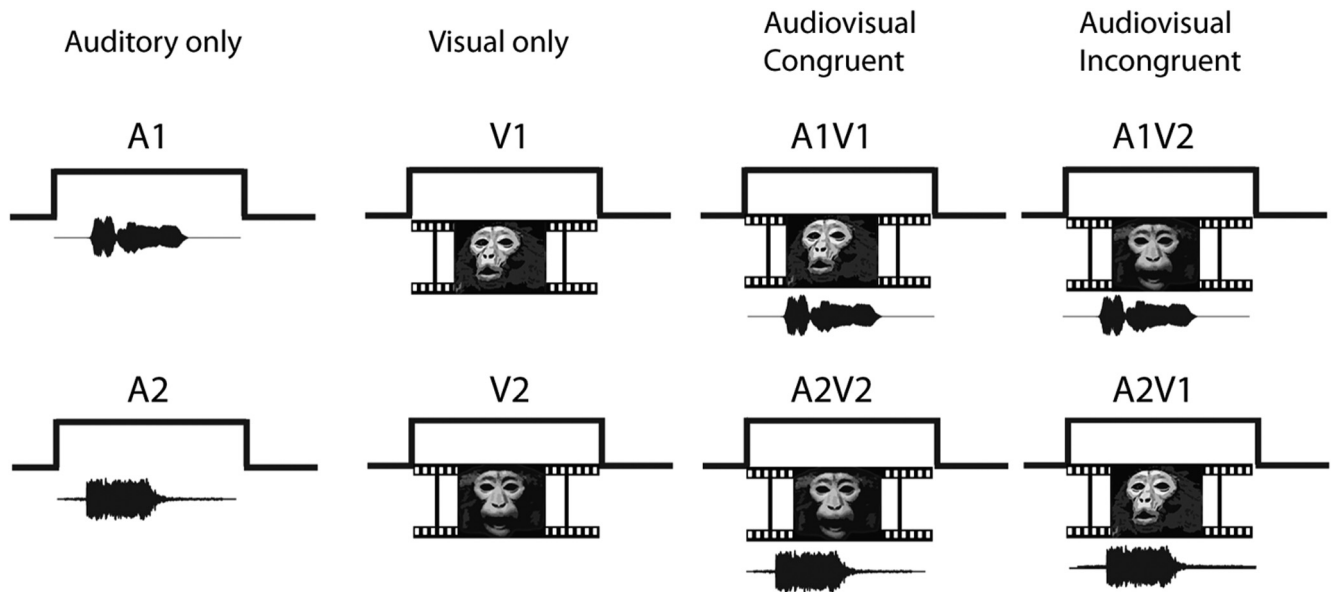 Auditory only
Visual only
Audiovisual
Congruent
Audiovisual
Incongruent
A1
V1
A1V1
A1V2
A2
V2
A2V2
A2V1